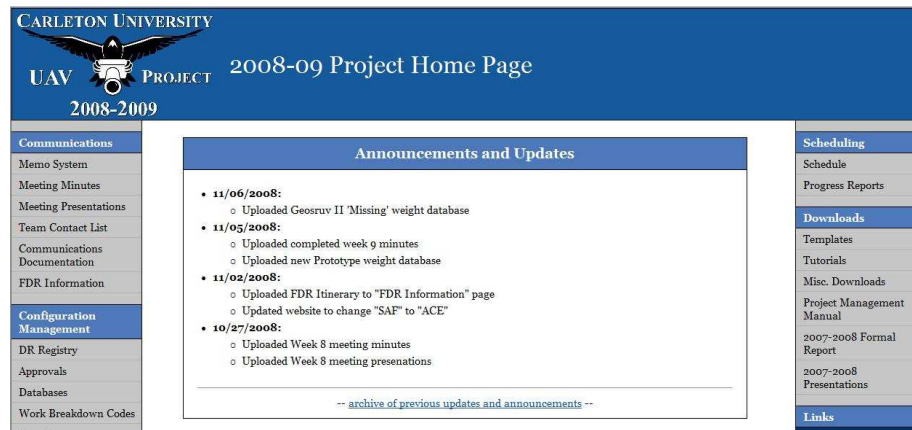 CARLETON UNIVERSITY
UAV PROJECT
2008-2009
2008-09 Project Home Page
Communications
Memo System
Meeting Minutes
Meeting Presentations
Team Contact List
Communications
Documentation
FDR Information
Configuration
Management
DR Registry
Approvals
Databases
Work Breakdown Codes
Announcements and Updates
• 11/06/2008:
o Uploaded Geosruv II 'Missing' weight database
• 11/05/2008:
o Uploaded completed week 9 minutes
o Uploaded new Prototype weight database
• 11/02/2008:
o Uploaded FDR Itinerary to "FDR Information" page
o Updated website to change "SAF" to "ACE"
• 10/27/2008:
o Uploaded Week 8 meeting minutes
o Uploaded Week 8 meeting presenations
-- archive of previous updates and announcements --
Scheduling
Schedule
Progress Reports
Downloads
Templates
Tutorials
Misc. Downloads
Project Management
Manual
2007-2008 Formal
Report
2007-2008
Presentations
Links